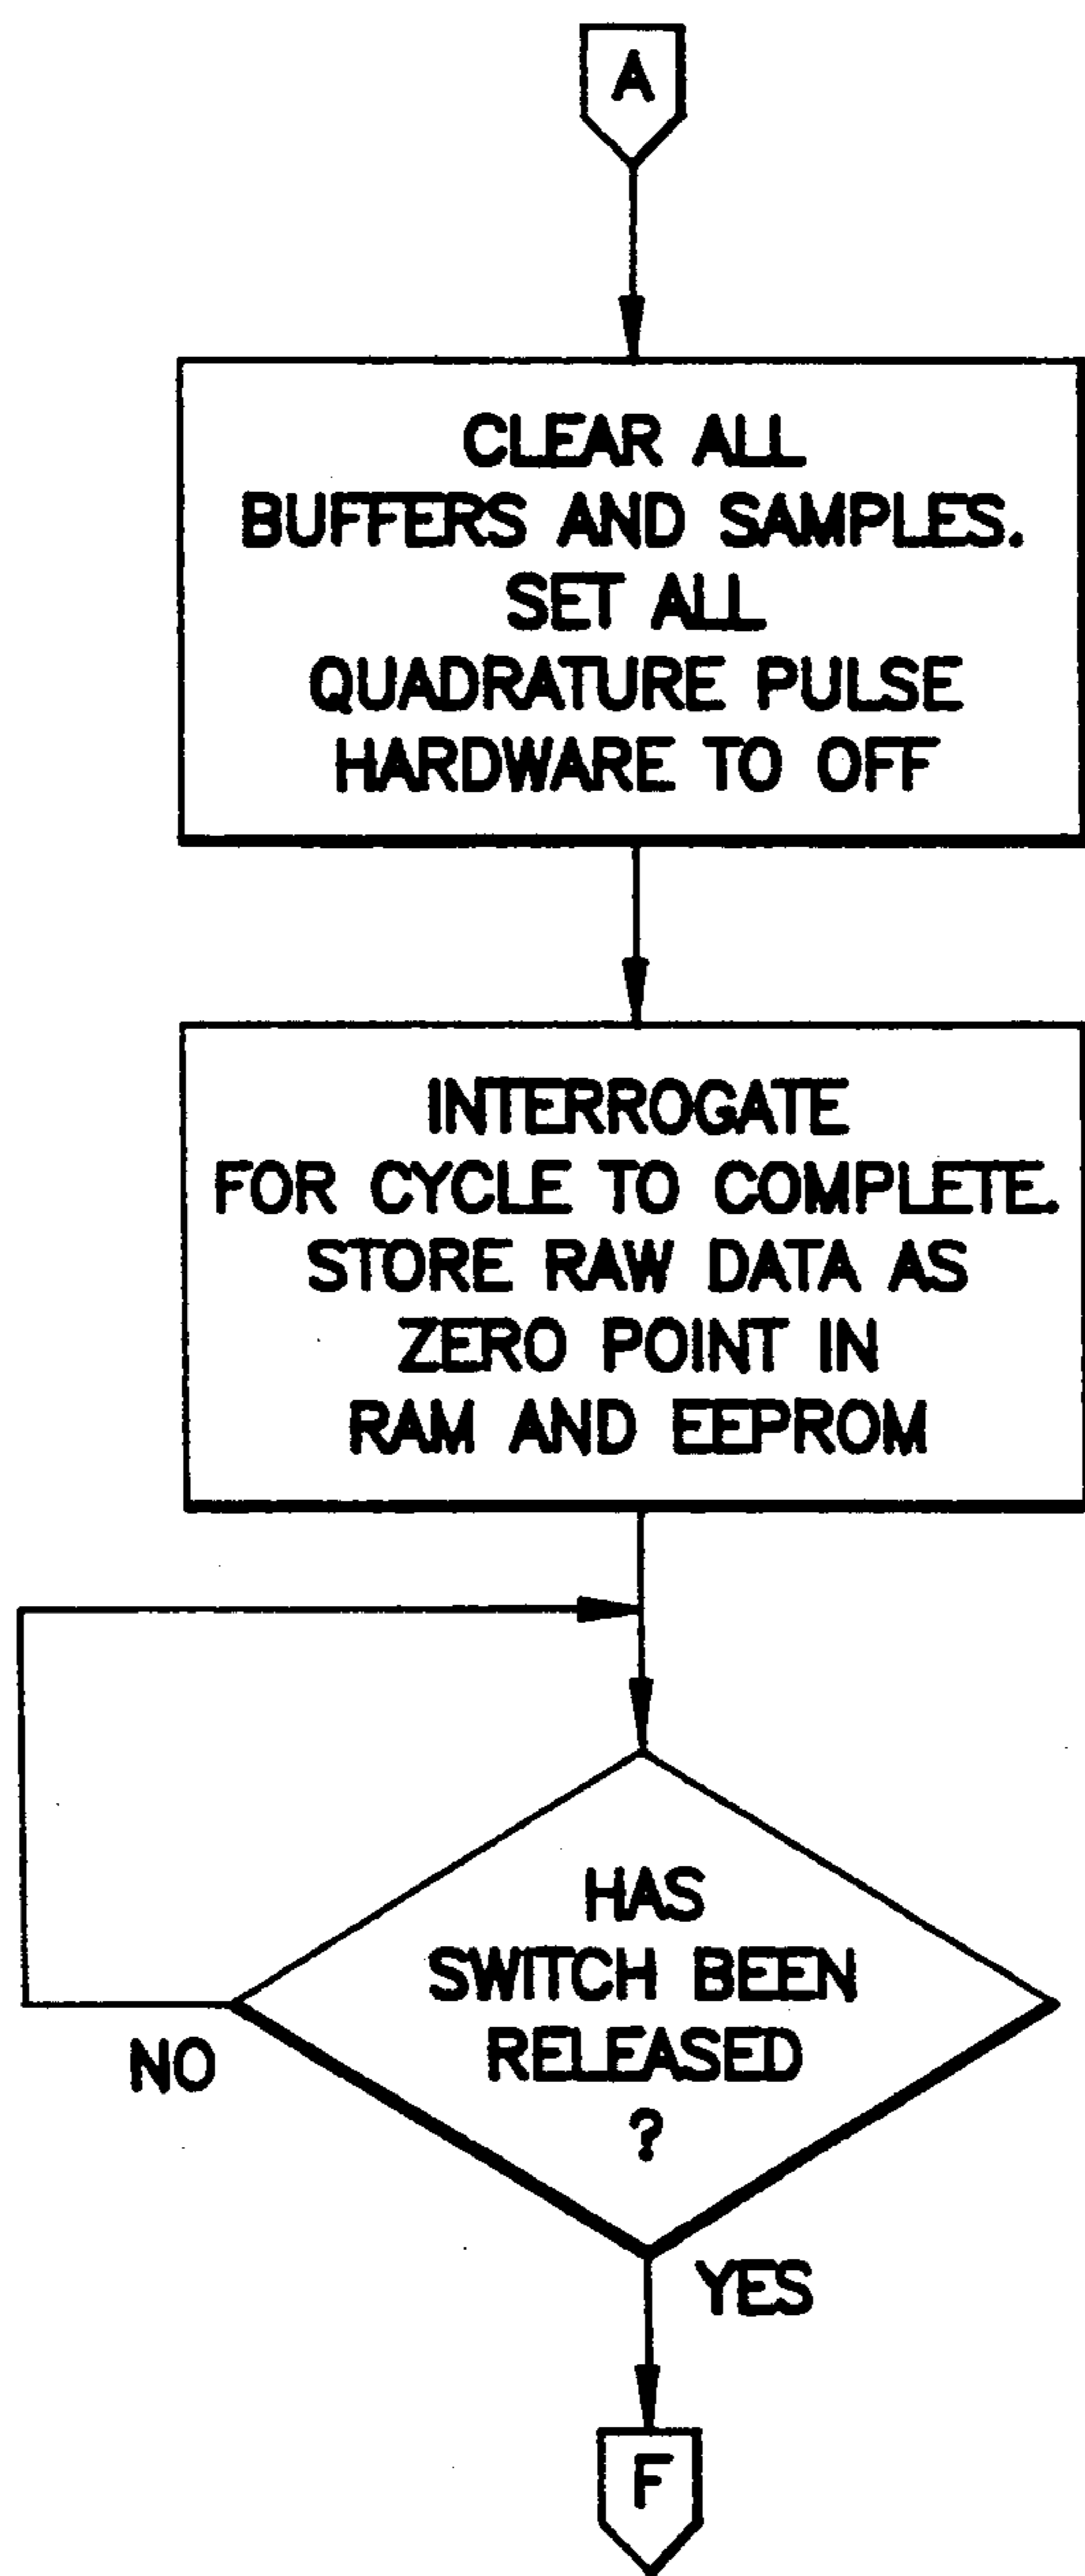 A
CLEAR ALL
BUFFERS AND SAMPLES.
SET ALL
QUADRATURE PULSE
HARDWARE TO OFF
INTERROGATE
FOR CYCLE TO COMPLETE.
STORE RAW DATA AS
ZERO POINT IN
RAM AND EEPROM
HAS
SWITCH BEEN
RELEASED
?
NO
YES
F